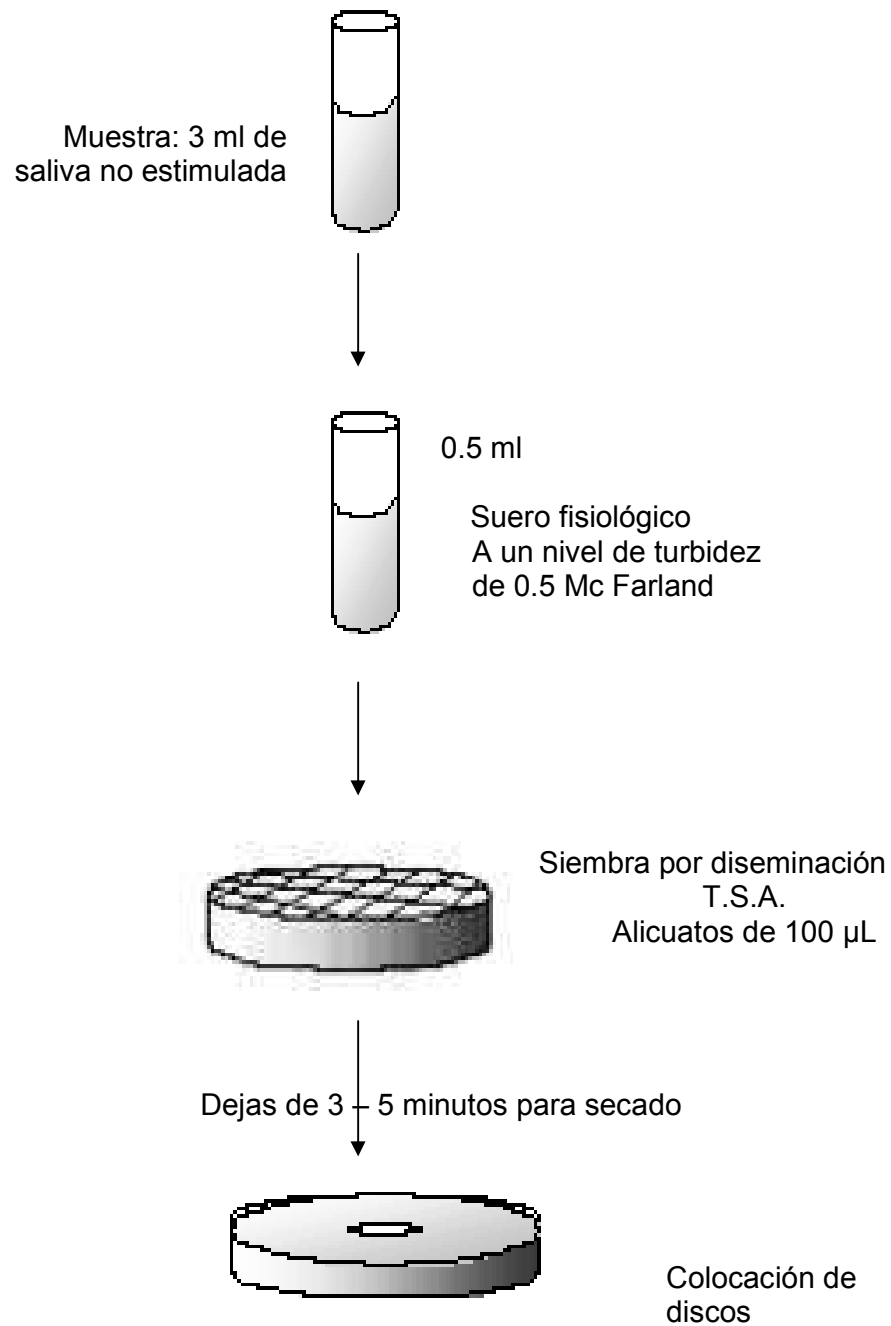 Muestra: 3 ml de
saliva no estimulada
0.5 ml
Suero fisiológico
A un nivel de turbidez
de 0.5 Mc Farland
Siembra por diseminación
T.S.A.
Alicuatos de 100 µL
Dejas de 3 – 5 minutos para secado
Colocación de
discos